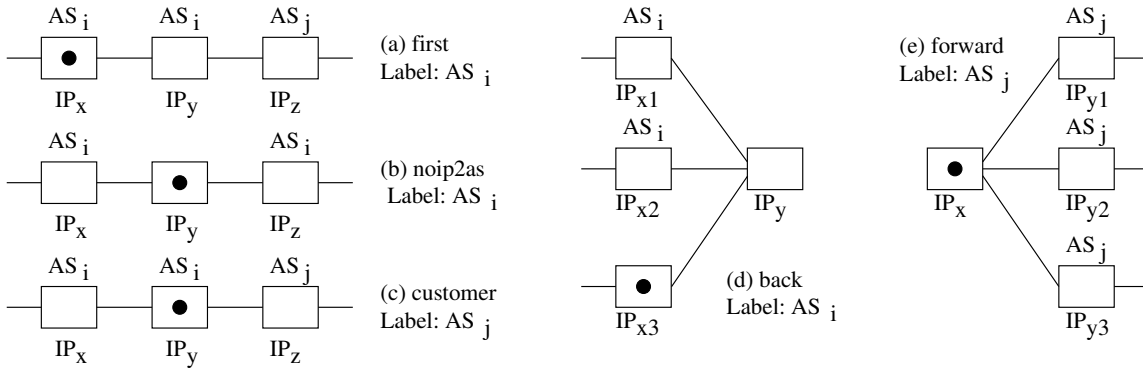 AS i AS i AS j
(a) first
Label: AS i
IPx IPy IPz
AS i AS i
(b) noip2as
Label: AS i
IPx IPy IPz
AS i AS i AS j
(c) customer
Label: AS j
IPx IPy IPz
AS i
IPx1
AS i
IPx2
IPy
IPx3
(d) back
Label: AS i
(e) forward
Label: AS j
AS j
IPy1
AS j
IPx
IPy2
AS j
IPy3